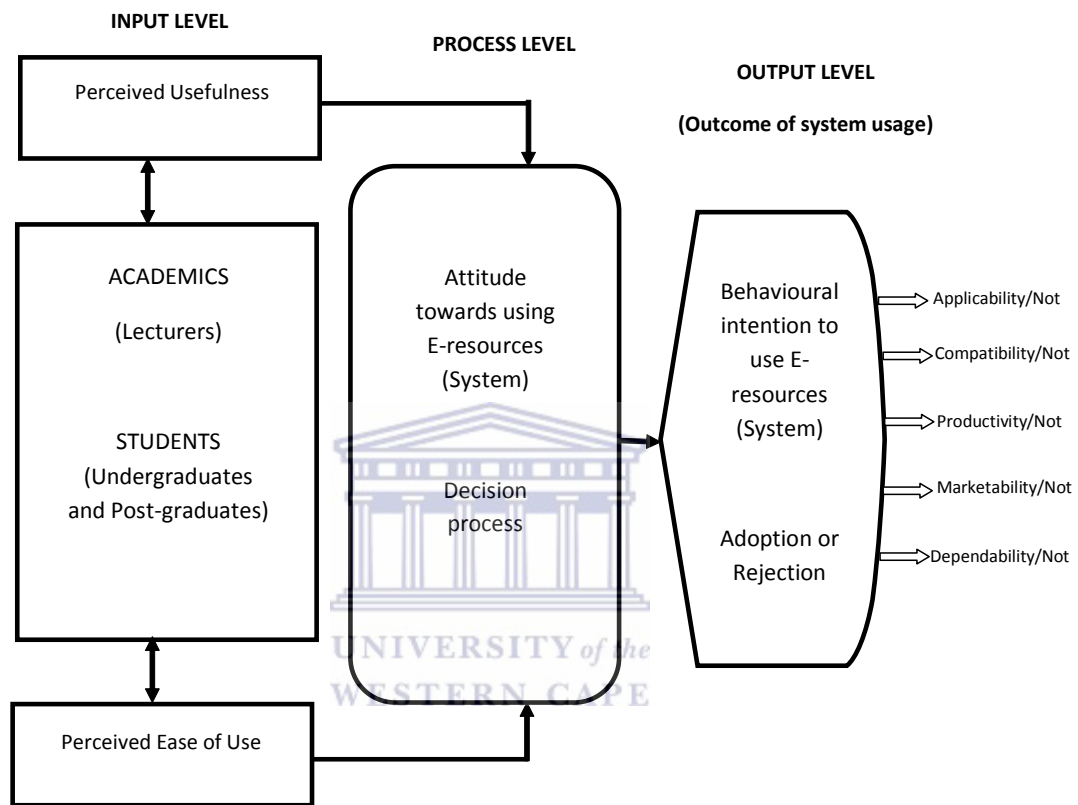 INPUT LEVEL
Perceived Usefulness
ACADEMICS
(Lecturers)
STUDENTS
(Undergraduates
and Post-graduates)
Perceived Ease of Use
PROCESS LEVEL
Attitude
towards using
E-resources
(System)
Decision
process
UNIVERSITY of the
WESTERN CAPE
OUTPUT LEVEL
(Outcome of system usage)
Behavioural
intention to
use E-
resources
(System)
Adoption or
Rejection
Applicability/Not
Compatibility/Not
Productivity/Not
Marketability/Not
Dependability/Not